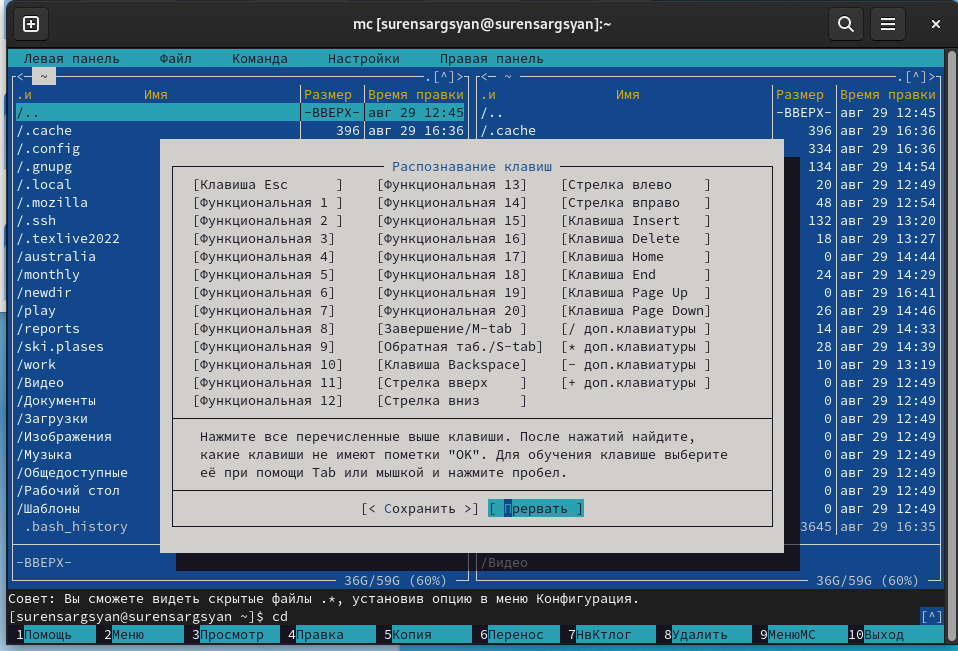 mc [surensargsyan@surensargsyan]:~
Левая панель Файл Команда Настройки Правая панель
<─ ~ .[^]> <─ ~ .[^]>
.и Имя Размер Время правки .и Имя Размер Время правки
/.. -ВВЕРХ- авг 29 12:45 /.. -ВВЕРХ- авг 29 12:45
/.cache 396 авг 29 16:36 /.cache 396 авг 29 16:36
/.config 334 авг 29 16:36
/.gnupg Распознавание клавиш 134 авг 29 14:54
/.local [Клавиша Esc ] [Функциональная 13] [Стрелка влево ] 20 авг 29 12:49
/.mozilla [Функциональная 1 ] [Функциональная 14] [Стрелка вправо ] 48 авг 29 12:54
/.ssh [Функциональная 2 ] [Функциональная 15] [Клавиша Insert ] 132 авг 29 13:20
/.texlive2022 [Функциональная 3] [Функциональная 16] [Клавиша Delete ] 18 авг 29 13:27
/australia [Функциональная 4] [Функциональная 17] [Клавиша Home ] 0 авг 29 14:44
/monthly [Функциональная 5] [Функциональная 18] [Клавиша End ] 24 авг 29 14:29
/newdir [Функциональная 6] [Функциональная 19] [Клавиша Page Up ] 0 авг 29 16:41
/play [Функциональная 7] [Функциональная 20] [Клавиша Page Down] 26 авг 29 14:46
/reports [Функциональная 8] [Завершение/M-tab ] [/ доп.клавиатуры ] 14 авг 29 14:33
/ski.plases [Функциональная 9] [Обратная таб./S-tab] [* доп.клавиатуры ] 28 авг 29 14:39
/work [Функциональная 10] [Клавиша Backspace] [- доп.клавиатуры ] 10 авг 29 13:19
/Видео [Функциональная 11] [Стрелка вверх ] [+ доп.клавиатуры ] 0 авг 29 12:49
/Документы [Функциональная 12] [Стрелка вниз ] 0 авг 29 12:49
/Загрузки 0 авг 29 12:49
/Изображения Нажмите все перечисленные выше клавиши. После нажатий найдите, 0 авг 29 12:49
/Музыка какие клавиши не имеют пометки "OK". Для обучения клавише выберите 0 авг 29 12:49
/Общедоступные её при помощи Tab или мышкой и нажмите пробел. 0 авг 29 12:49
/Рабочий стол 0 авг 29 12:49
/Шаблоны [< Сохранить >] [ Прервать ] 0 авг 29 12:49
.bash_history 3645 авг 29 16:35
-ВВЕРХ- /Видео
36G/59G (60%) 36G/59G (60%)
Совет: Вы сможете видеть скрытые файлы .*, установив опцию в меню Конфигурация.
[surensargsyan@surensargsyan ~]$ cd [^]
1Помощь 2Меню 3Просмотр 4Правка 5Копия 6Перенос 7НвКтлог 8Удалить 9МенюMC 10Выход